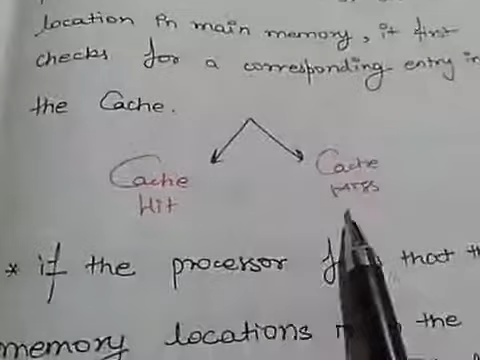 location in main memory, it first
checks for a corresponding entry in
the Cache.
Cache Hit
Cache Miss
* if the processor that
memory locations the